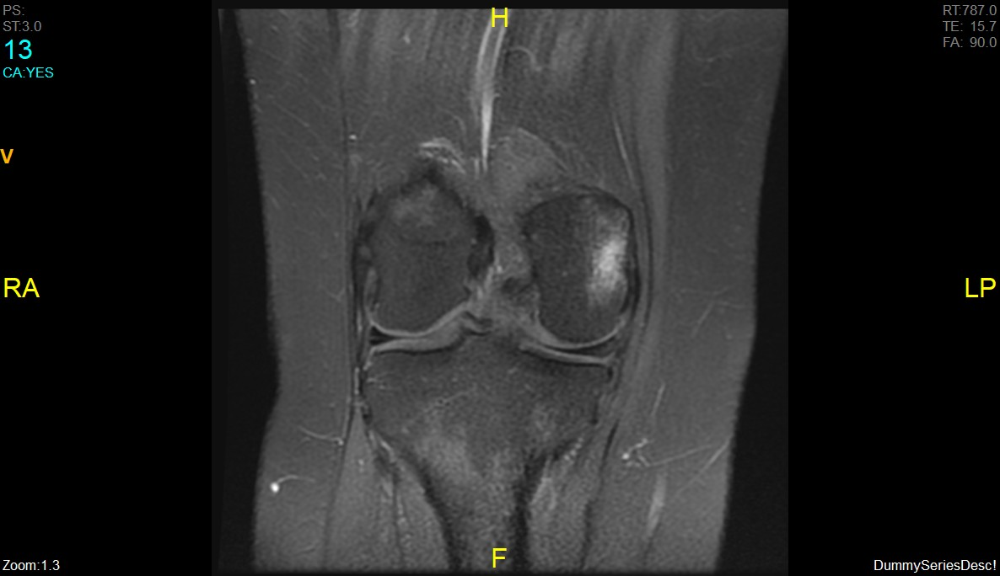 PS:
ST:3.0
13
CA:YES
H
RT:787.0
TE: 15.7
FA: 90.0
V
RA
LP
F
Zoom:1.3
DummySeriesDesc!